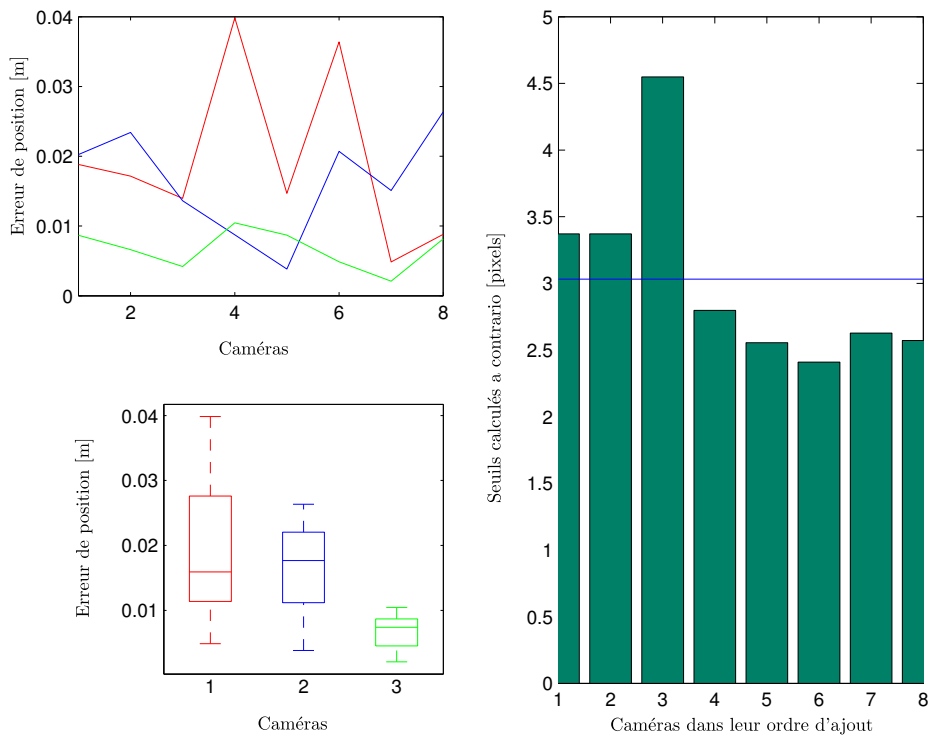 0.04
0.03
0.02
0.01
0
Erreur de position [m]
2 4 6 8
Caméras
0.04
0.03
0.02
0.01
Erreur de position [m]
1 2 3
Caméras
5
4.5
4
3.5
3
2.5
2
1.5
1
0.5
0
Seuils calculés a contrario [pixels]
1 2 3 4 5 6 7 8
Caméras dans leur ordre d'ajout